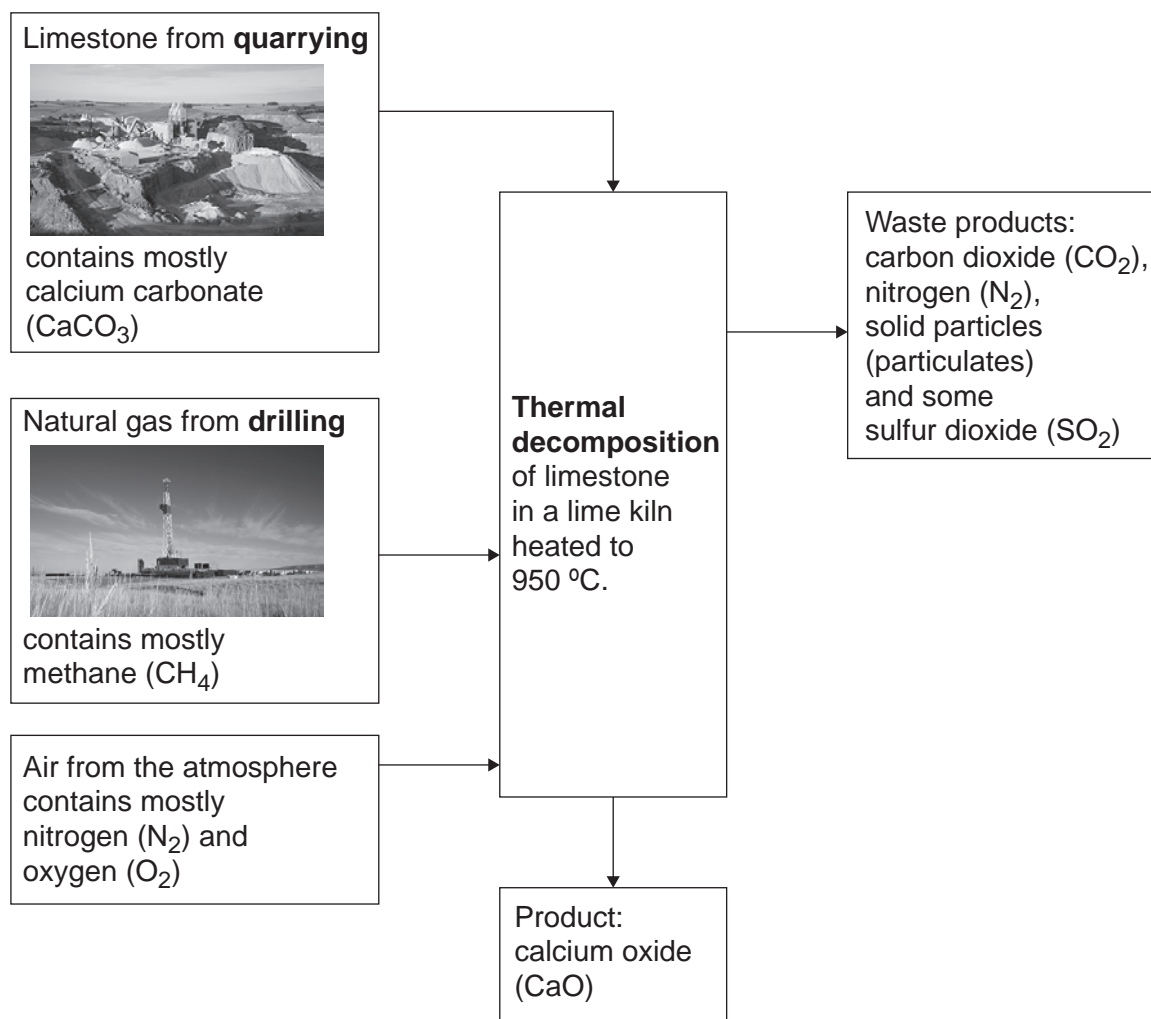 Limestone from quarrying
contains mostly
calcium carbonate
(CaCO₃)
Natural gas from drilling
contains mostly
methane (CH₄)
Air from the atmosphere
contains mostly
nitrogen (N₂) and
oxygen (O₂)
Thermal
decomposition
of limestone
in a lime kiln
heated to
950 ºC.
Waste products:
carbon dioxide (CO₂),
nitrogen (N₂),
solid particles
(particulates)
and some
sulfur dioxide (SO₂)
Product:
calcium oxide
(CaO)